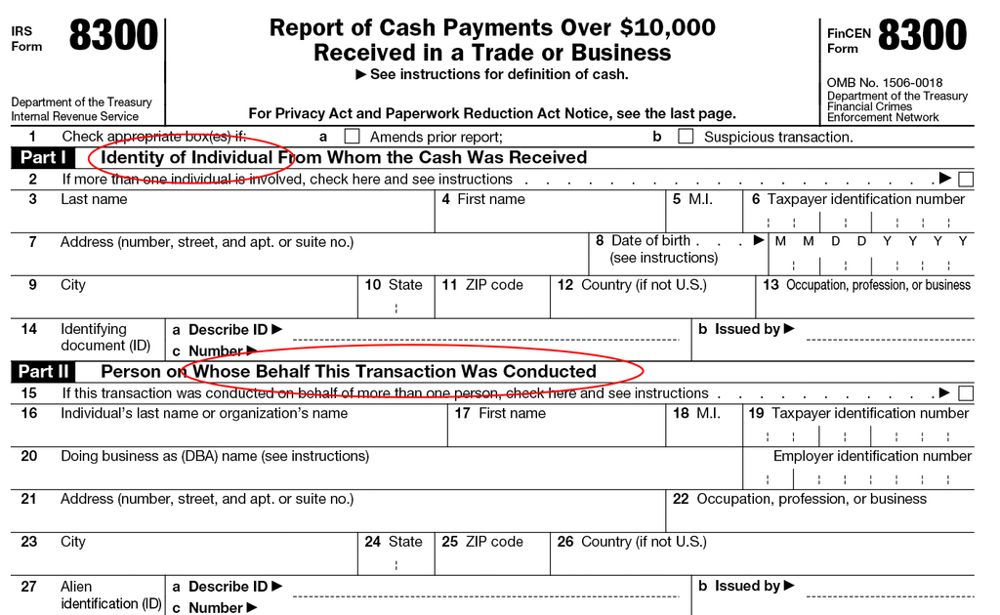 IRS
Form 8300
Report of Cash Payments Over $10,000
Received in a Trade or Business
▶ See instructions for definition of cash.
For Privacy Act and Paperwork Reduction Act Notice, see the last page.
FinCEN
Form 8300
OMB No. 1506-0018
Department of the Treasury
Financial Crimes
Enforcement Network
Department of the Treasury
Internal Revenue Service
1 Check appropriate box(es) if: a Amends prior report; b Suspicious transaction.
Part I Identity of Individual From Whom the Cash Was Received
2 If more than one individual is involved, check here and see instructions . . . . . . . . . . . . . . . . . . . ▶
3 Last name 4 First name 5 M.I. 6 Taxpayer identification number
7 Address (number, street, and apt. or suite no.) 8 Date of birth . . . ▶ M M D D Y Y Y Y
(see instructions)
9 City 10 State 11 ZIP code 12 Country (if not U.S.) 13 Occupation, profession, or business
14 Identifying document (ID) a Describe ID ▶ b Issued by ▶
c Number ▶
Part II Person on Whose Behalf This Transaction Was Conducted
15 If this transaction was conducted on behalf of more than one person, check here and see instructions . . . . . . . . . ▶
16 Individual's last name or organization's name 17 First name 18 M.I. 19 Taxpayer identification number
20 Doing business as (DBA) name (see instructions) Employer identification number
21 Address (number, street, and apt. or suite no.) 22 Occupation, profession, or business
23 City 24 State 25 ZIP code 26 Country (if not U.S.)
27 Alien identification (ID) a Describe ID ▶ b Issued by ▶
c Number ▶